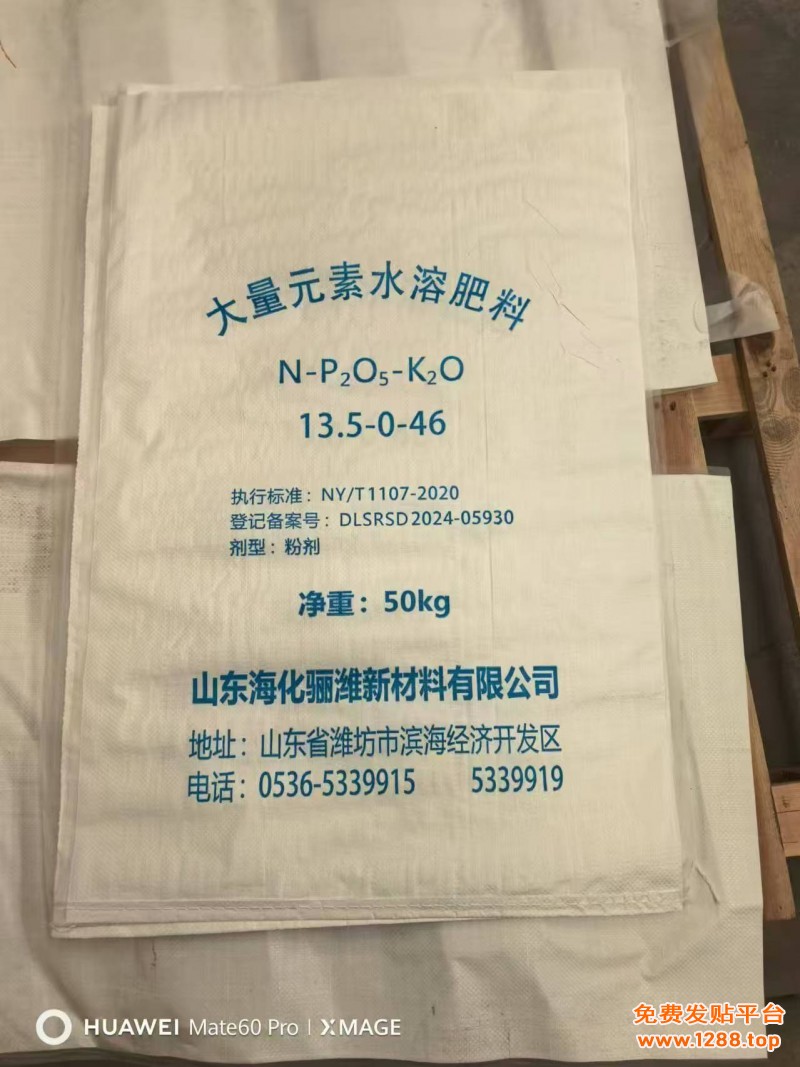 大量元素水溶肥料
N-P₂O₅-K₂O
13.5-0-46
执行标准：NY/T1107-2020
登记备案号：DLSRSD2024-05930
剂型：粉剂
净重：50kg
山东海化骊潍新材料有限公司
地址：山东省潍坊市滨海经济开发区
电话：0536-5339915 5339919
HUAWEI Mate60 Pro | XMAGE
免费发贴平台
www.1288.top